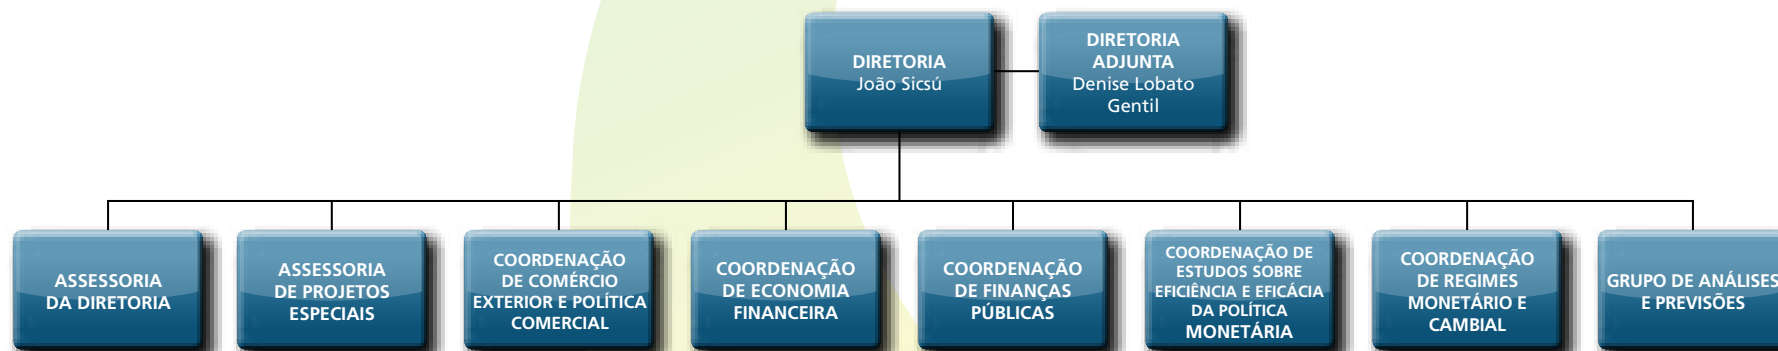 DIRETORIA
João Sicsú
DIRETORIA
ADJUNTA
Denise Lobato
Gentil
ASSESSORIA
DA DIRETORIA
ASSESSORIA
DE PROJETOS
ESPECIAIS
COORDENAÇÃO
DE COMÉRCIO
EXTERIOR E POLÍTICA
COMERCIAL
COORDENAÇÃO
DE ECONOMIA
FINANCEIRA
COORDENAÇÃO
DE FINANÇAS
PÚBLICAS
COORDENAÇÃO DE
ESTUDOS SOBRE
EFICIÊNCIA E EFICÁCIA
DA POLÍTICA
MONETÁRIA
COORDENAÇÃO
DE REGIMES
MONETÁRIO E
CAMBIAL
GRUPO DE ANÁLISES
E PREVISÕES